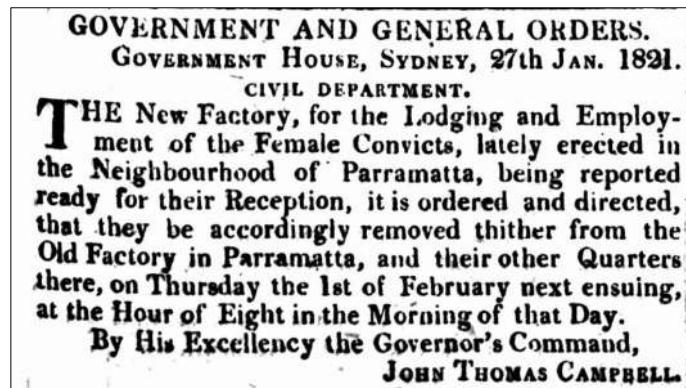 GOVERNMENT AND GENERAL ORDERS.
GOVERNMENT HOUSE, SYDNEY, 27th JAN. 1821.
CIVIL DEPARTMENT.
THE New Factory, for the Lodging and Employ-
ment of the Female Convicts, lately erected in
the Neighbourhood of Parramatta, being reported
ready for their Reception, it is ordered and directed,
that they be accordingly removed thither from the
Old Factory in Parramatta, and their other Quarters
there, on Thursday the 1st of February next ensuing,
at the Hour of Eight in the Morning of that Day.
By His Excellency the Governor's Command,
JOHN THOMAS CAMPBELL.